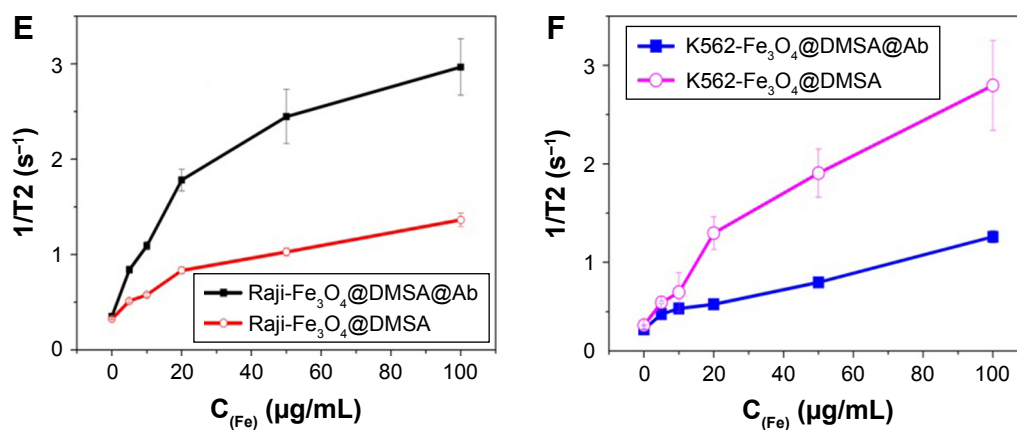 E
3
2
1
0
1/T2 (s⁻¹)
Raji-Fe₃O₄@DMSA@Ab
Raji-Fe₃O₄@DMSA
0 20 40 60 80 100
C₍Fe₎ (µg/mL)
F
K562-Fe₃O₄@DMSA@Ab
K562-Fe₃O₄@DMSA
3
2
1
0
1/T2 (s⁻¹)
0 20 40 60 80 100
C₍Fe₎ (µg/mL)